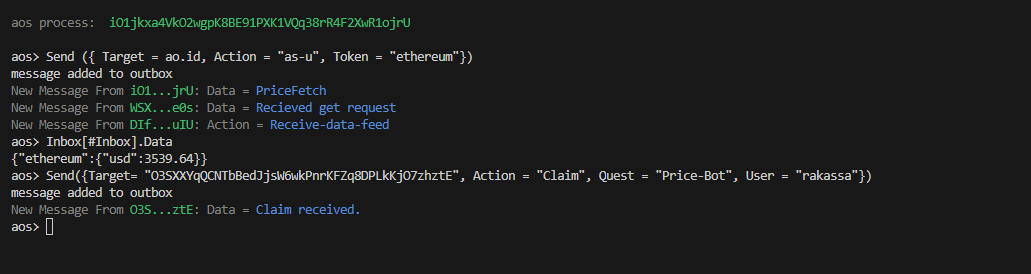 aos process:  iO1jkxa4VkO2wgpK8BE91PXK1VQq38rR4F2XwR1ojrU
aos> Send ({ Target = ao.id, Action = "as-u", Token = "ethereum"})
message added to outbox
New Message From iO1...jrU: Data = PriceFetch
New Message From WSX...e0s: Data = Recieved get request
New Message From DIf...uIU: Action = Receive-data-feed
aos> Inbox[#Inbox].Data
{"ethereum":{"usd":3539.64}}
aos> Send({Target= "O3SXXYqQCNTbBedJjsW6wkPnrKFZq8DPLkKjO7zhztE", Action = "Claim", Quest = "Price-Bot", User = "rakassa"})
message added to outbox
New Message From O3S...ztE: Data = Claim received.
aos>